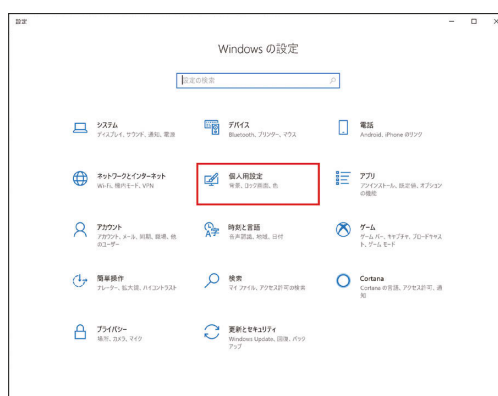 設定
Windows の設定
設定の検索
システム
ディスプレイ、サウンド、通知、電源
デバイス
Bluetooth、プリンター、マウス
電話
Android、iPhone のリンク
ネットワークとインターネット
Wi-Fi、機内モード、VPN
個人用設定
背景、ロック画面、色
アプリ
アンインストール、既定値、オプション
の機能
アカウント
アカウント、メール、同期、職場、他
のユーザー
時刻と言語
音声認識、地域、日付
ゲーム
ゲーム バー、キャプチャ、ブロードキャス
ト、ゲーム モード
簡単操作
ナレーター、拡大鏡、ハイコントラスト
検索
マイ ファイル、アクセス許可の検索
Cortana
Cortana の言語、アクセス許可、通
知
プライバシー
場所、カメラ、マイク
更新とセキュリティ
Windows Update、回復、バック
アップ